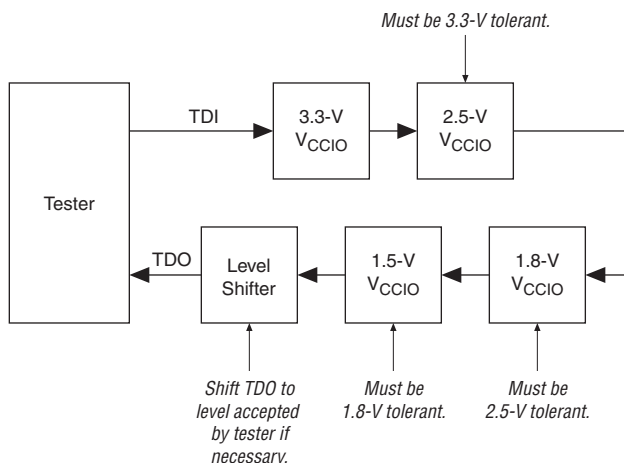 Must be 3.3-V tolerant.
TDI
3.3-V
VCCIO
2.5-V
VCCIO
Tester
TDO
Level
Shifter
1.5-V
VCCIO
1.8-V
VCCIO
Shift TDO to
level accepted
by tester if
necessary.
Must be
1.8-V tolerant.
Must be
2.5-V tolerant.